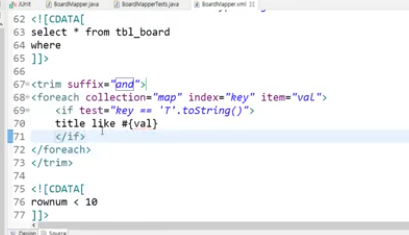 JUnit BoardMapper.java BoardMapperTests.java BoardMapper.xml
62 <![CDATA[
63 select * from tbl_board
64 where
65 ]]>
66
67 <trim suffix="and">
68 <foreach collection="map" index="key" item="val">
69 <if test="key == 'T'.toString()">
70 title like #{val}
71 </if>
72 </foreach>
73 </trim>
74
75 <![CDATA[
76 rownum < 10
77 ]]>
Design Source